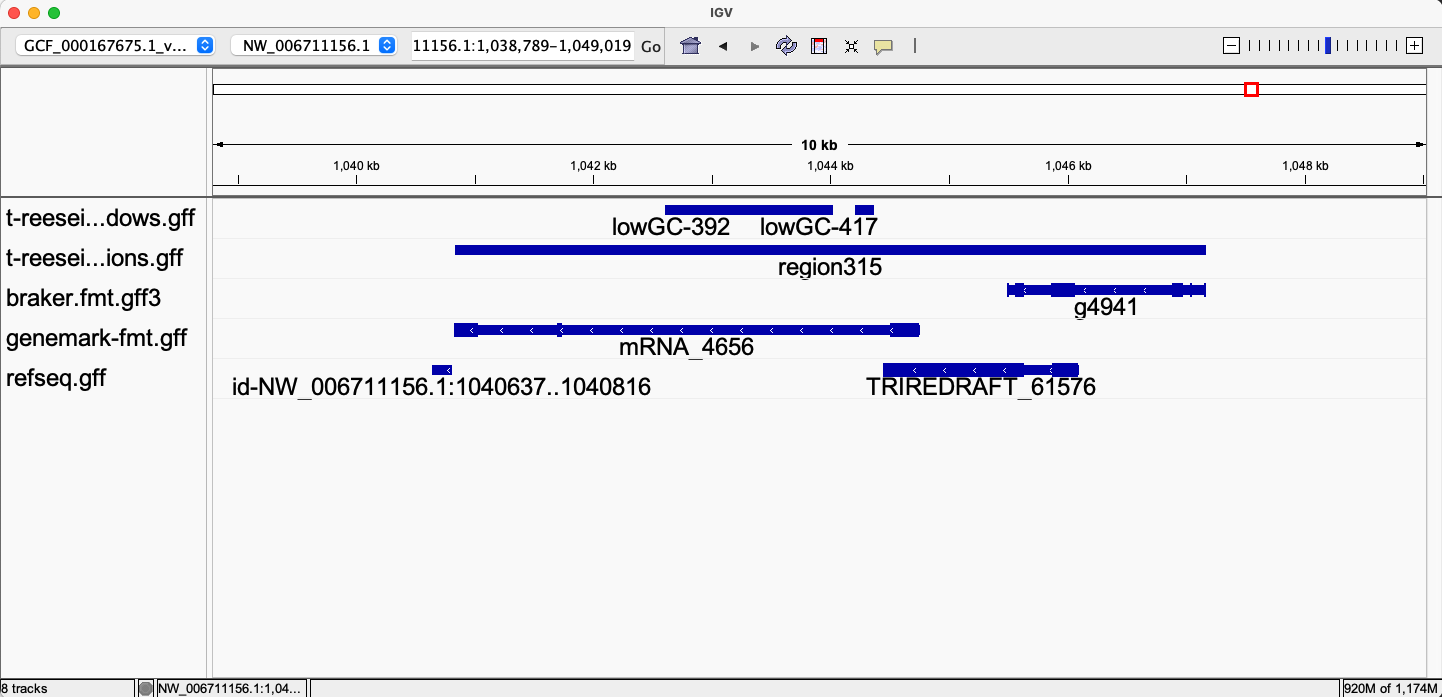 IGV
GCF_000167675.1_v... NW_006711156.1 11156.1:1,038,789-1,049,019 Go
10 kb
1,040 kb 1,042 kb 1,044 kb 1,046 kb 1,048 kb
t-reesei...dows.gff
lowGC-392 lowGC-417
t-reesei...ions.gff
region315
braker.fmt.gff3
g4941
genemark-fmt.gff
mRNA_4656
refseq.gff
id-NW_006711156.1:1040637..1040816 TRIREDRAFT_61576
8 tracks NW_006711156.1:1,04... 920M of 1,174M